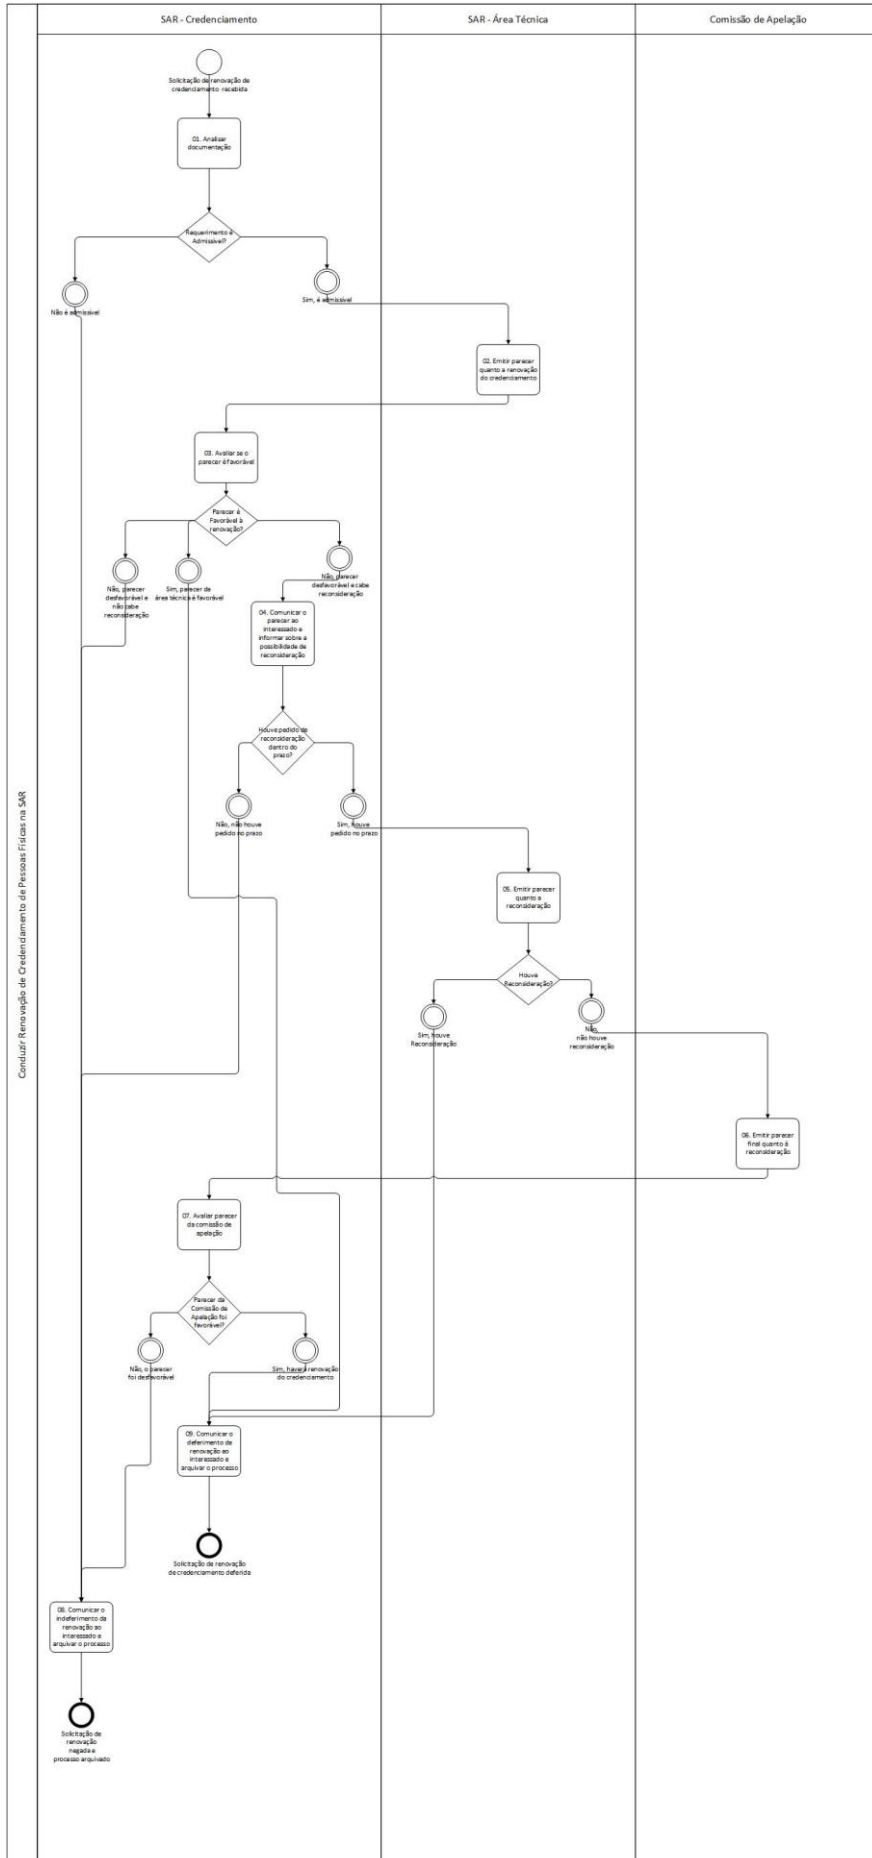 SAR - Credenciamento
SAR - Área Técnica
Comissão de Apelação
Conduzir Renovação de Credenciamento de Pessoas Físicas na SAR
Solicitação de renovação de
credenciamento recebida
01. Analisar
documentação
Requerimento é
Admissível?
Não é admissível
Sim, é admissível
02. Emitir parecer
quanto a renovação
do credenciamento
03. Avaliar se o
parecer é favorável
Parecer é
Favorável à
renovação?
Não, parecer
desfavorável e
não cabe
reconsideração
Sim, parecer da
área técnica é favorável
Não, parecer
desfavorável e cabe
reconsideração
04. Comunicar o
parecer ao
interessado e
informar sobre a
possibilidade de
reconsideração
Houve pedido de
reconsideração
dentro do
prazo?
Não, não houve
pedido no prazo
Sim, houve
pedido no prazo
05. Emitir parecer
quanto a
reconsideração
Houve
Reconsideração?
Sim, houve
Reconsideração
Não,
não houve
reconsideração
06. Emitir parecer
final quanto é
reconsideração
07. Avaliar parecer
da comissão de
apelação
Parecer da
Comissão de
Apelação foi
favorável?
Não, o parecer
foi desfavorável
Sim, haverá renovação
do credenciamento
09. Comunicar o
deferimento da
renovação ao
interessado e
arquivar o processo
Solicitação de renovação
de credenciamento deferida
08. Comunicar o
indeferimento da
renovação ao
interessado e
arquivar o processo
Solicitação de
renovação
negada e
processo arquivado